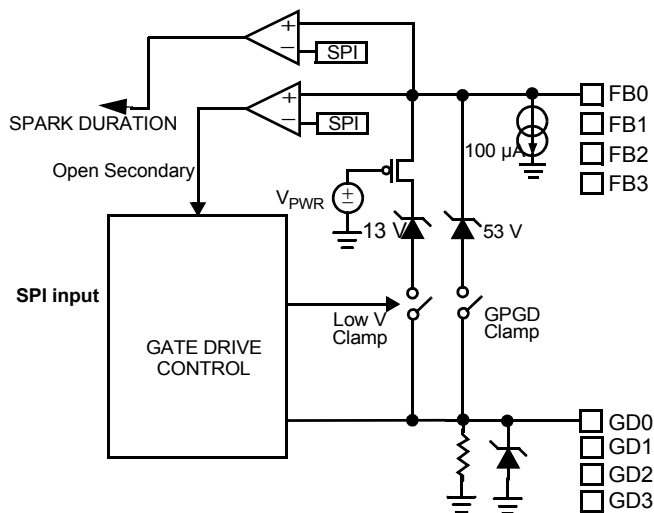 +
−
SPI
+
−
SPI
FB0
FB1
FB2
FB3
SPARK DURATION
100 µA
Open Secondary
VPWR
+
−
13 V
53 V
SPI input
Low V
Clamp
GPGD
Clamp
GATE DRIVE
CONTROL
GD0
GD1
GD2
GD3